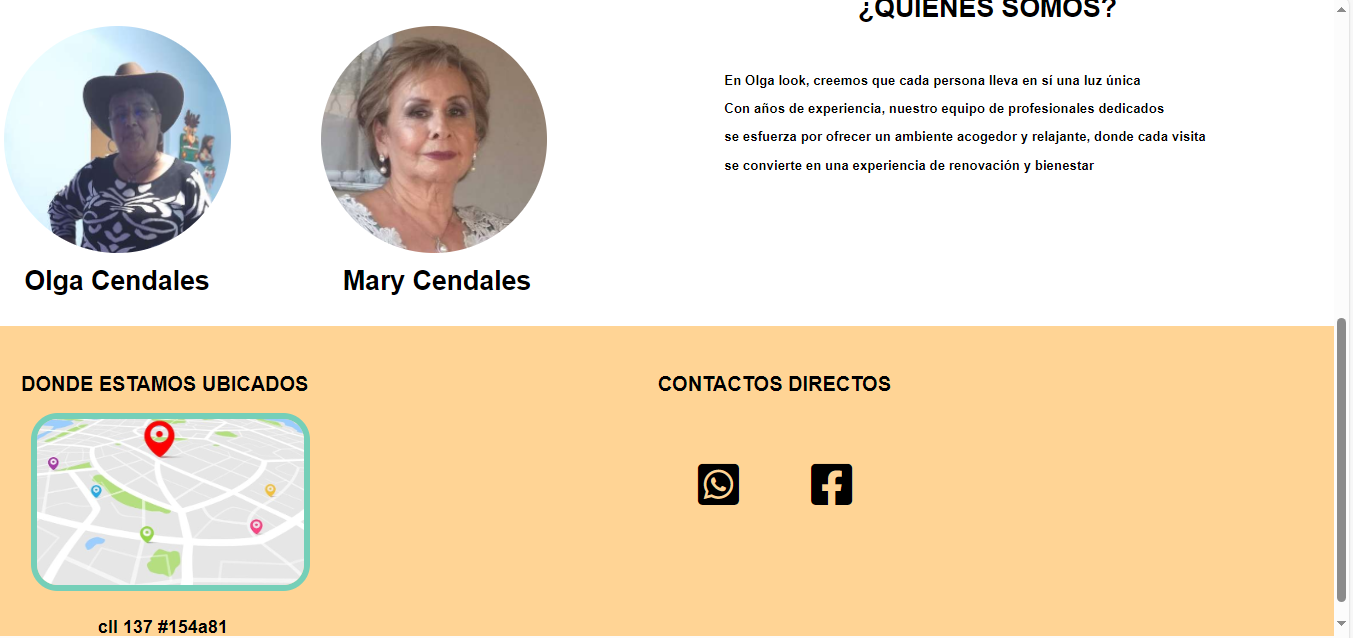 ¿QUIENES SOMOS?
En Olga look, creemos que cada persona lleva en sí una luz única
Con años de experiencia, nuestro equipo de profesionales dedicados
se esfuerza por ofrecer un ambiente acogedor y relajante, donde cada visita
se convierte en una experiencia de renovación y bienestar
Olga Cendales
Mary Cendales
DONDE ESTAMOS UBICADOS
CONTACTOS DIRECTOS
cll 137 #154a81